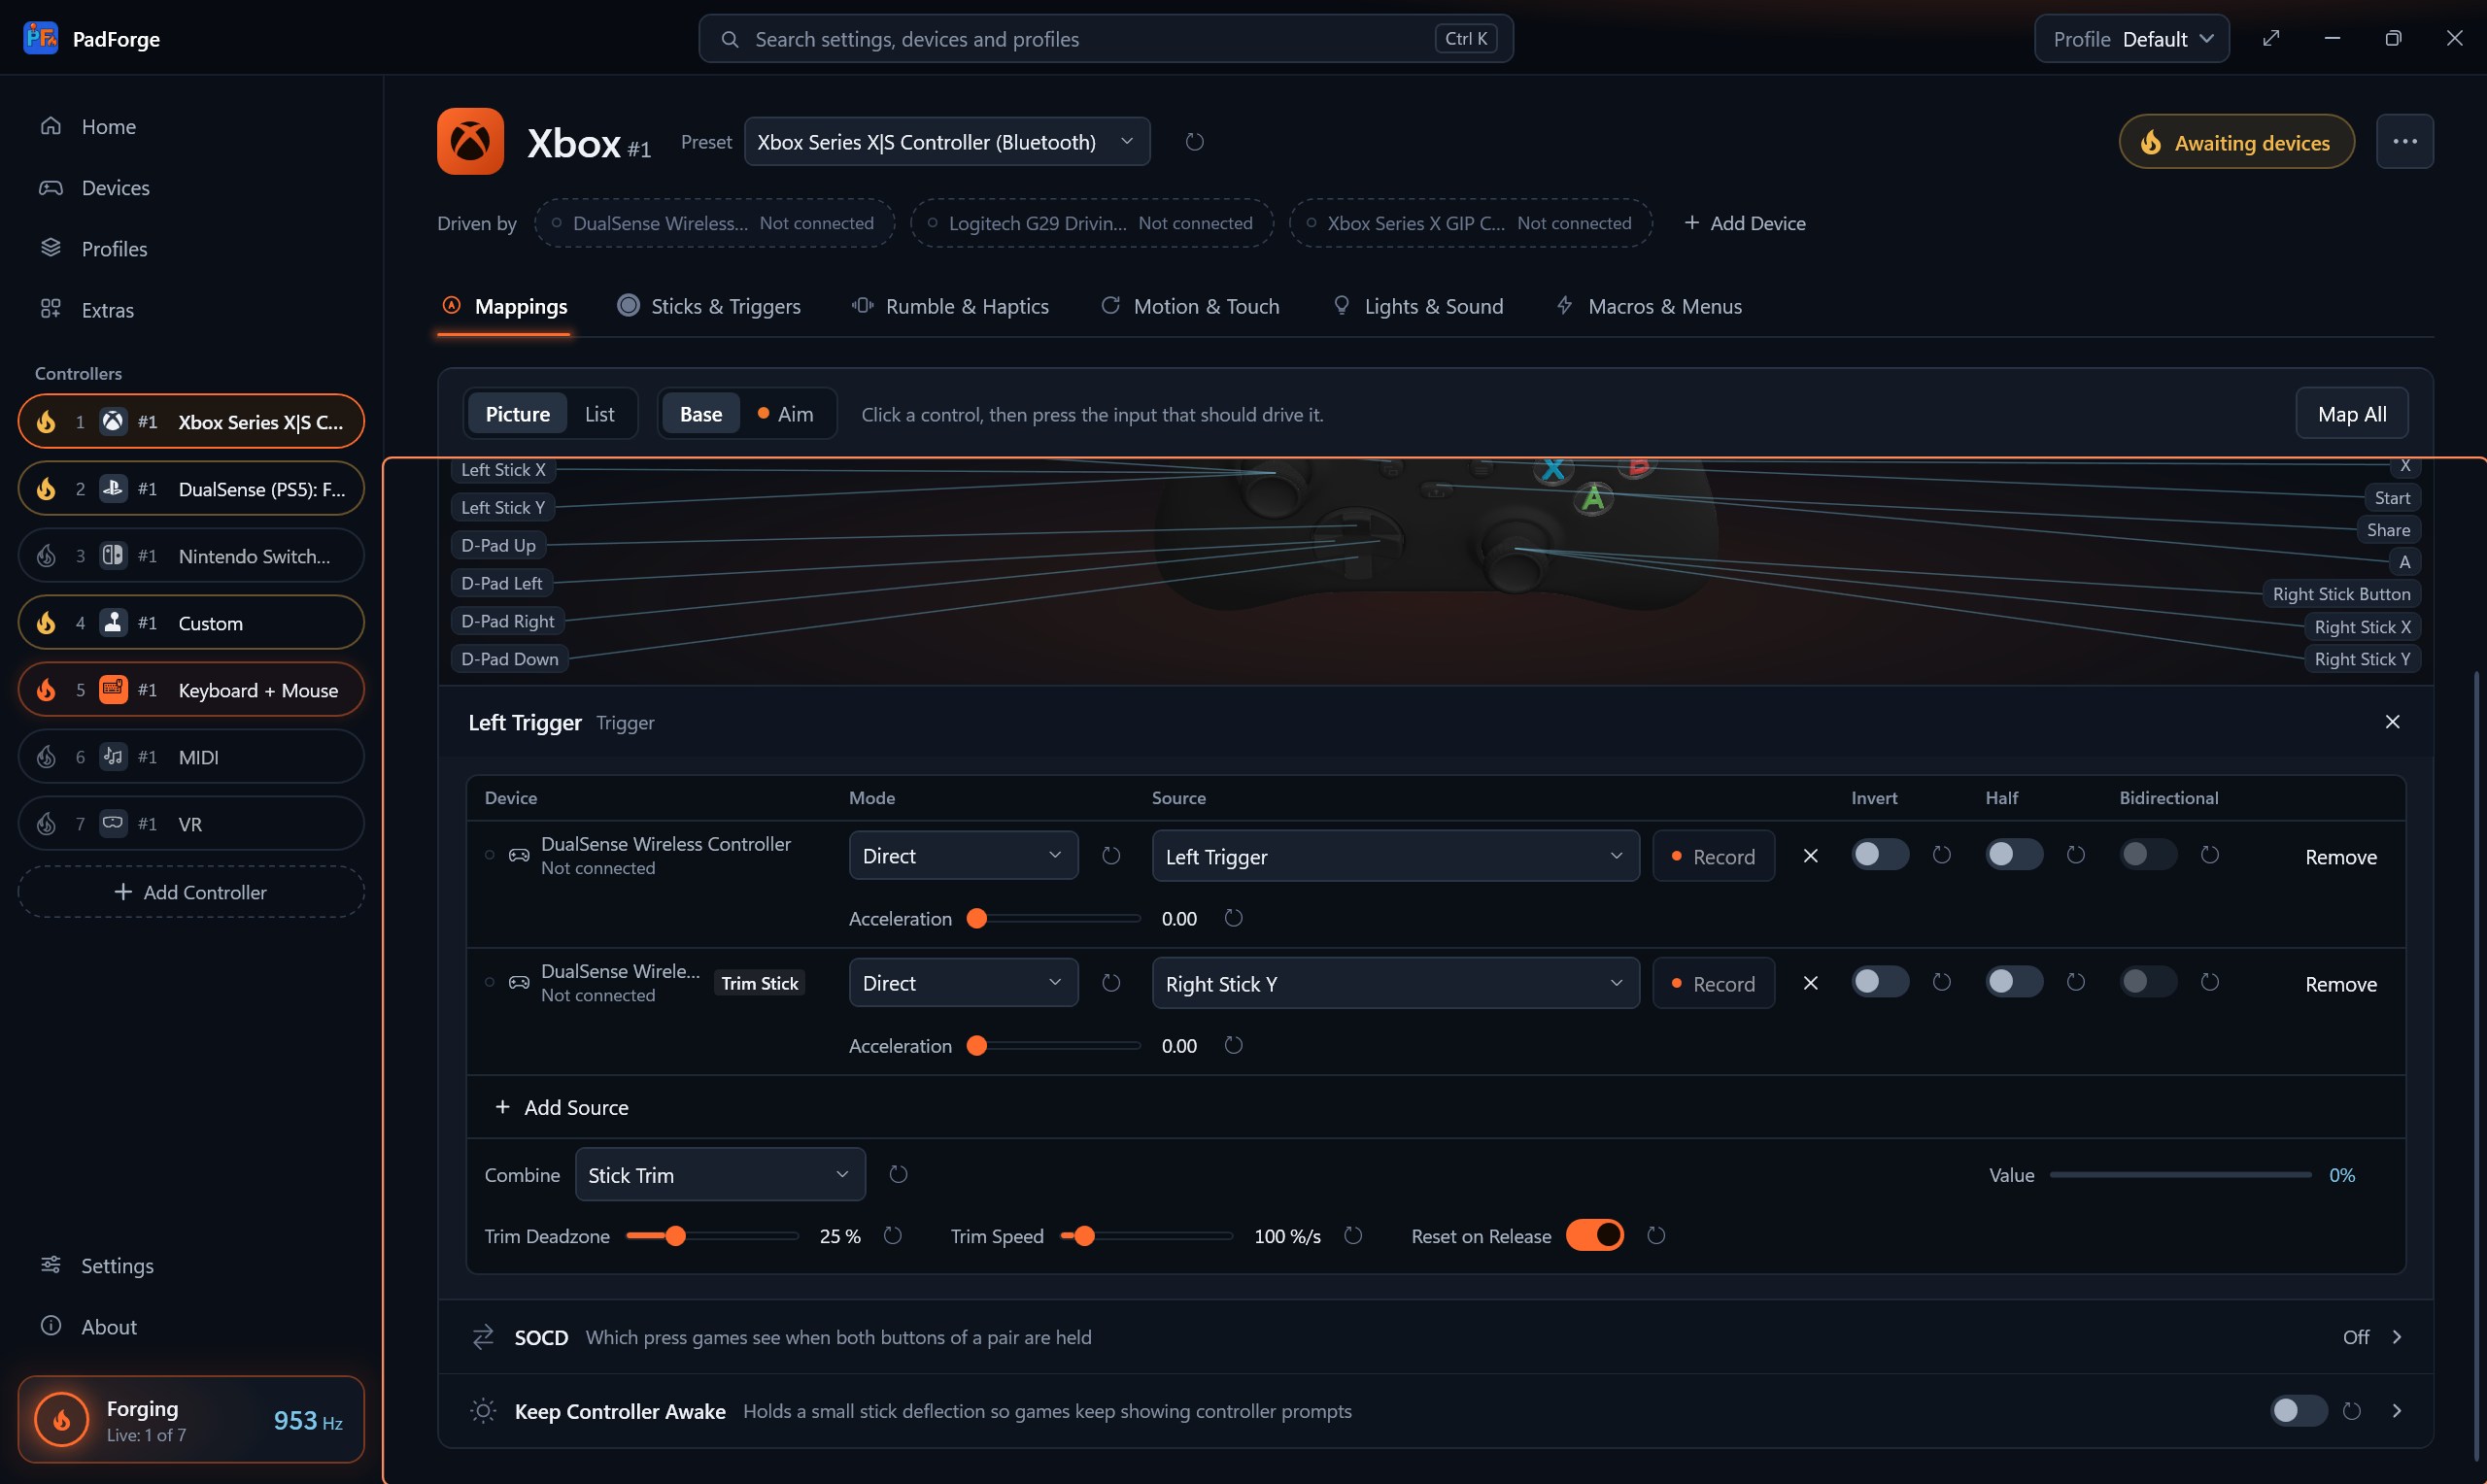 PadForge
Search settings, devices and profiles
Ctrl K
Profile Default
Home
Devices
Profiles
Extras
Controllers
1 #1 Xbox Series X|S C...
2 #1 DualSense (PS5): F...
3 #1 Nintendo Switch...
4 #1 Custom
5 #1 Keyboard + Mouse
6 #1 MIDI
7 #1 VR
+ Add Controller
Settings
About
Forging
Live: 1 of 7
953 Hz
Xbox #1
Preset Xbox Series X|S Controller (Bluetooth)
Awaiting devices
Driven by DualSense Wireless... Not connected Logitech G29 Drivin... Not connected Xbox Series X GIP C... Not connected + Add Device
Mappings Sticks & Triggers Rumble & Haptics Motion & Touch Lights & Sound Macros & Menus
Picture List Base Aim Click a control, then press the input that should drive it. Map All
Left Stick X
Left Stick Y
D-Pad Up
D-Pad Left
D-Pad Right
D-Pad Down
X
B
A
X
Start
Share
A
Right Stick Button
Right Stick X
Right Stick Y
Left Trigger Trigger
Device Mode Source Invert Half Bidirectional
DualSense Wireless Controller
Not connected
Direct Left Trigger Record Remove
Acceleration 0.00
DualSense Wirele... Trim Stick
Not connected
Direct Right Stick Y Record Remove
Acceleration 0.00
+ Add Source
Combine Stick Trim Value 0%
Trim Deadzone 25 % Trim Speed 100 %/s Reset on Release
SOCD Which press games see when both buttons of a pair are held Off
Keep Controller Awake Holds a small stick deflection so games keep showing controller prompts